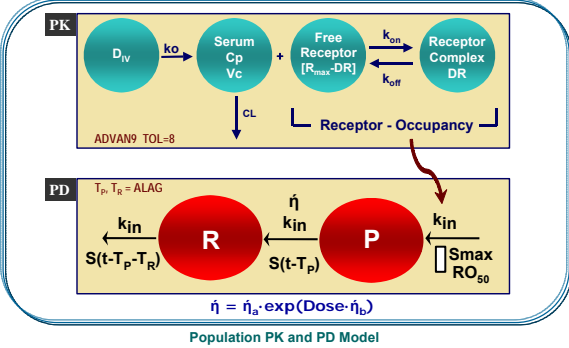 PK
D_IV
ko
Serum
Cp
Vc
+
Free
Receptor
[R_max-DR]
k_on
k_off
Receptor
Complex
DR
CL
Receptor - Occupancy
ADVAN9 TOL=8
PD
T_P, T_R = ALAG
k_in
S(t-T_P-T_R)
R
ή
k_in
S(t-T_P)
P
k_in
Smax
RO_50
ή = ή_a·exp(Dose·ή_b)
Population PK and PD Model